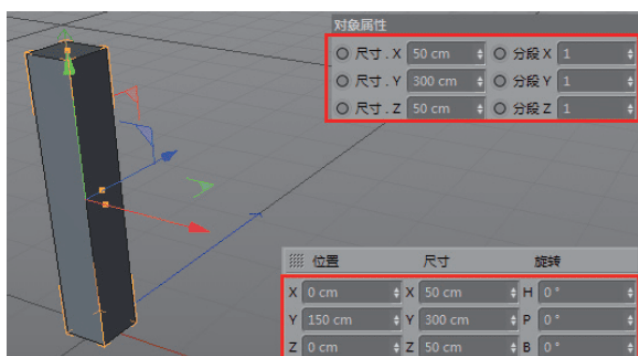 对象属性
尺寸 . X 50 cm 分段 X 1
尺寸 . Y 300 cm 分段 Y 1
尺寸 . Z 50 cm 分段 Z 1
位置 尺寸 旋转
X 0 cm X 50 cm H 0 °
Y 150 cm Y 300 cm P 0 °
Z 0 cm Z 50 cm B 0 °